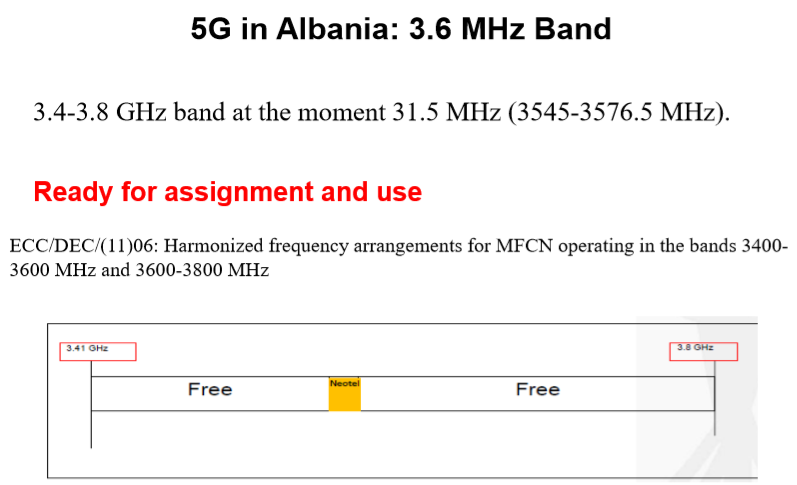 5G in Albania: 3.6 MHz Band
3.4-3.8 GHz band at the moment 31.5 MHz (3545-3576.5 MHz).
Ready for assignment and use
ECC/DEC/(11)06: Harmonized frequency arrangements for MFCN operating in the bands 3400-
3600 MHz and 3600-3800 MHz
3.41 GHz
3.8 GHz
Free
Neotel
Free